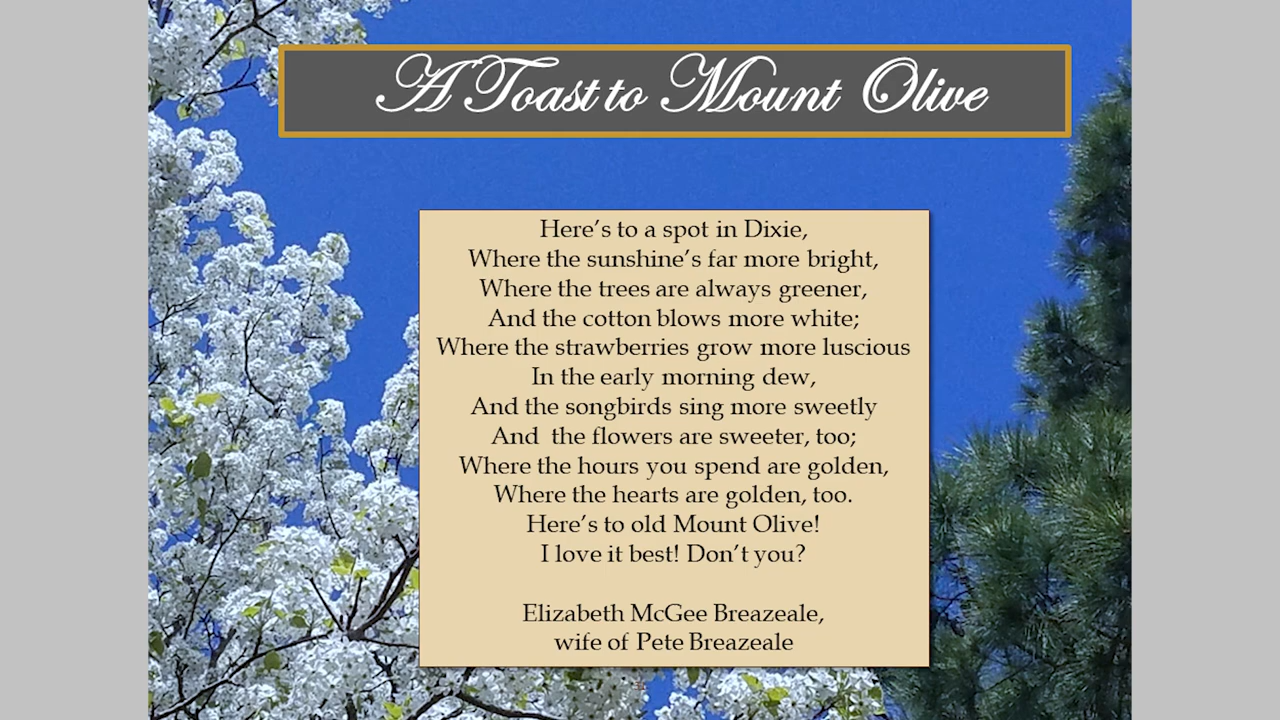 A Toast to Mount Olive
Here's to a spot in Dixie,
Where the sunshine's far more bright,
Where the trees are always greener,
And the cotton blows more white;
Where the strawberries grow more luscious
In the early morning dew,
And the songbirds sing more sweetly
And  the flowers are sweeter, too;
Where the hours you spend are golden,
Where the hearts are golden, too.
Here's to old Mount Olive!
I love it best! Don't you?
Elizabeth McGee Breazeale,
wife of Pete Breazeale